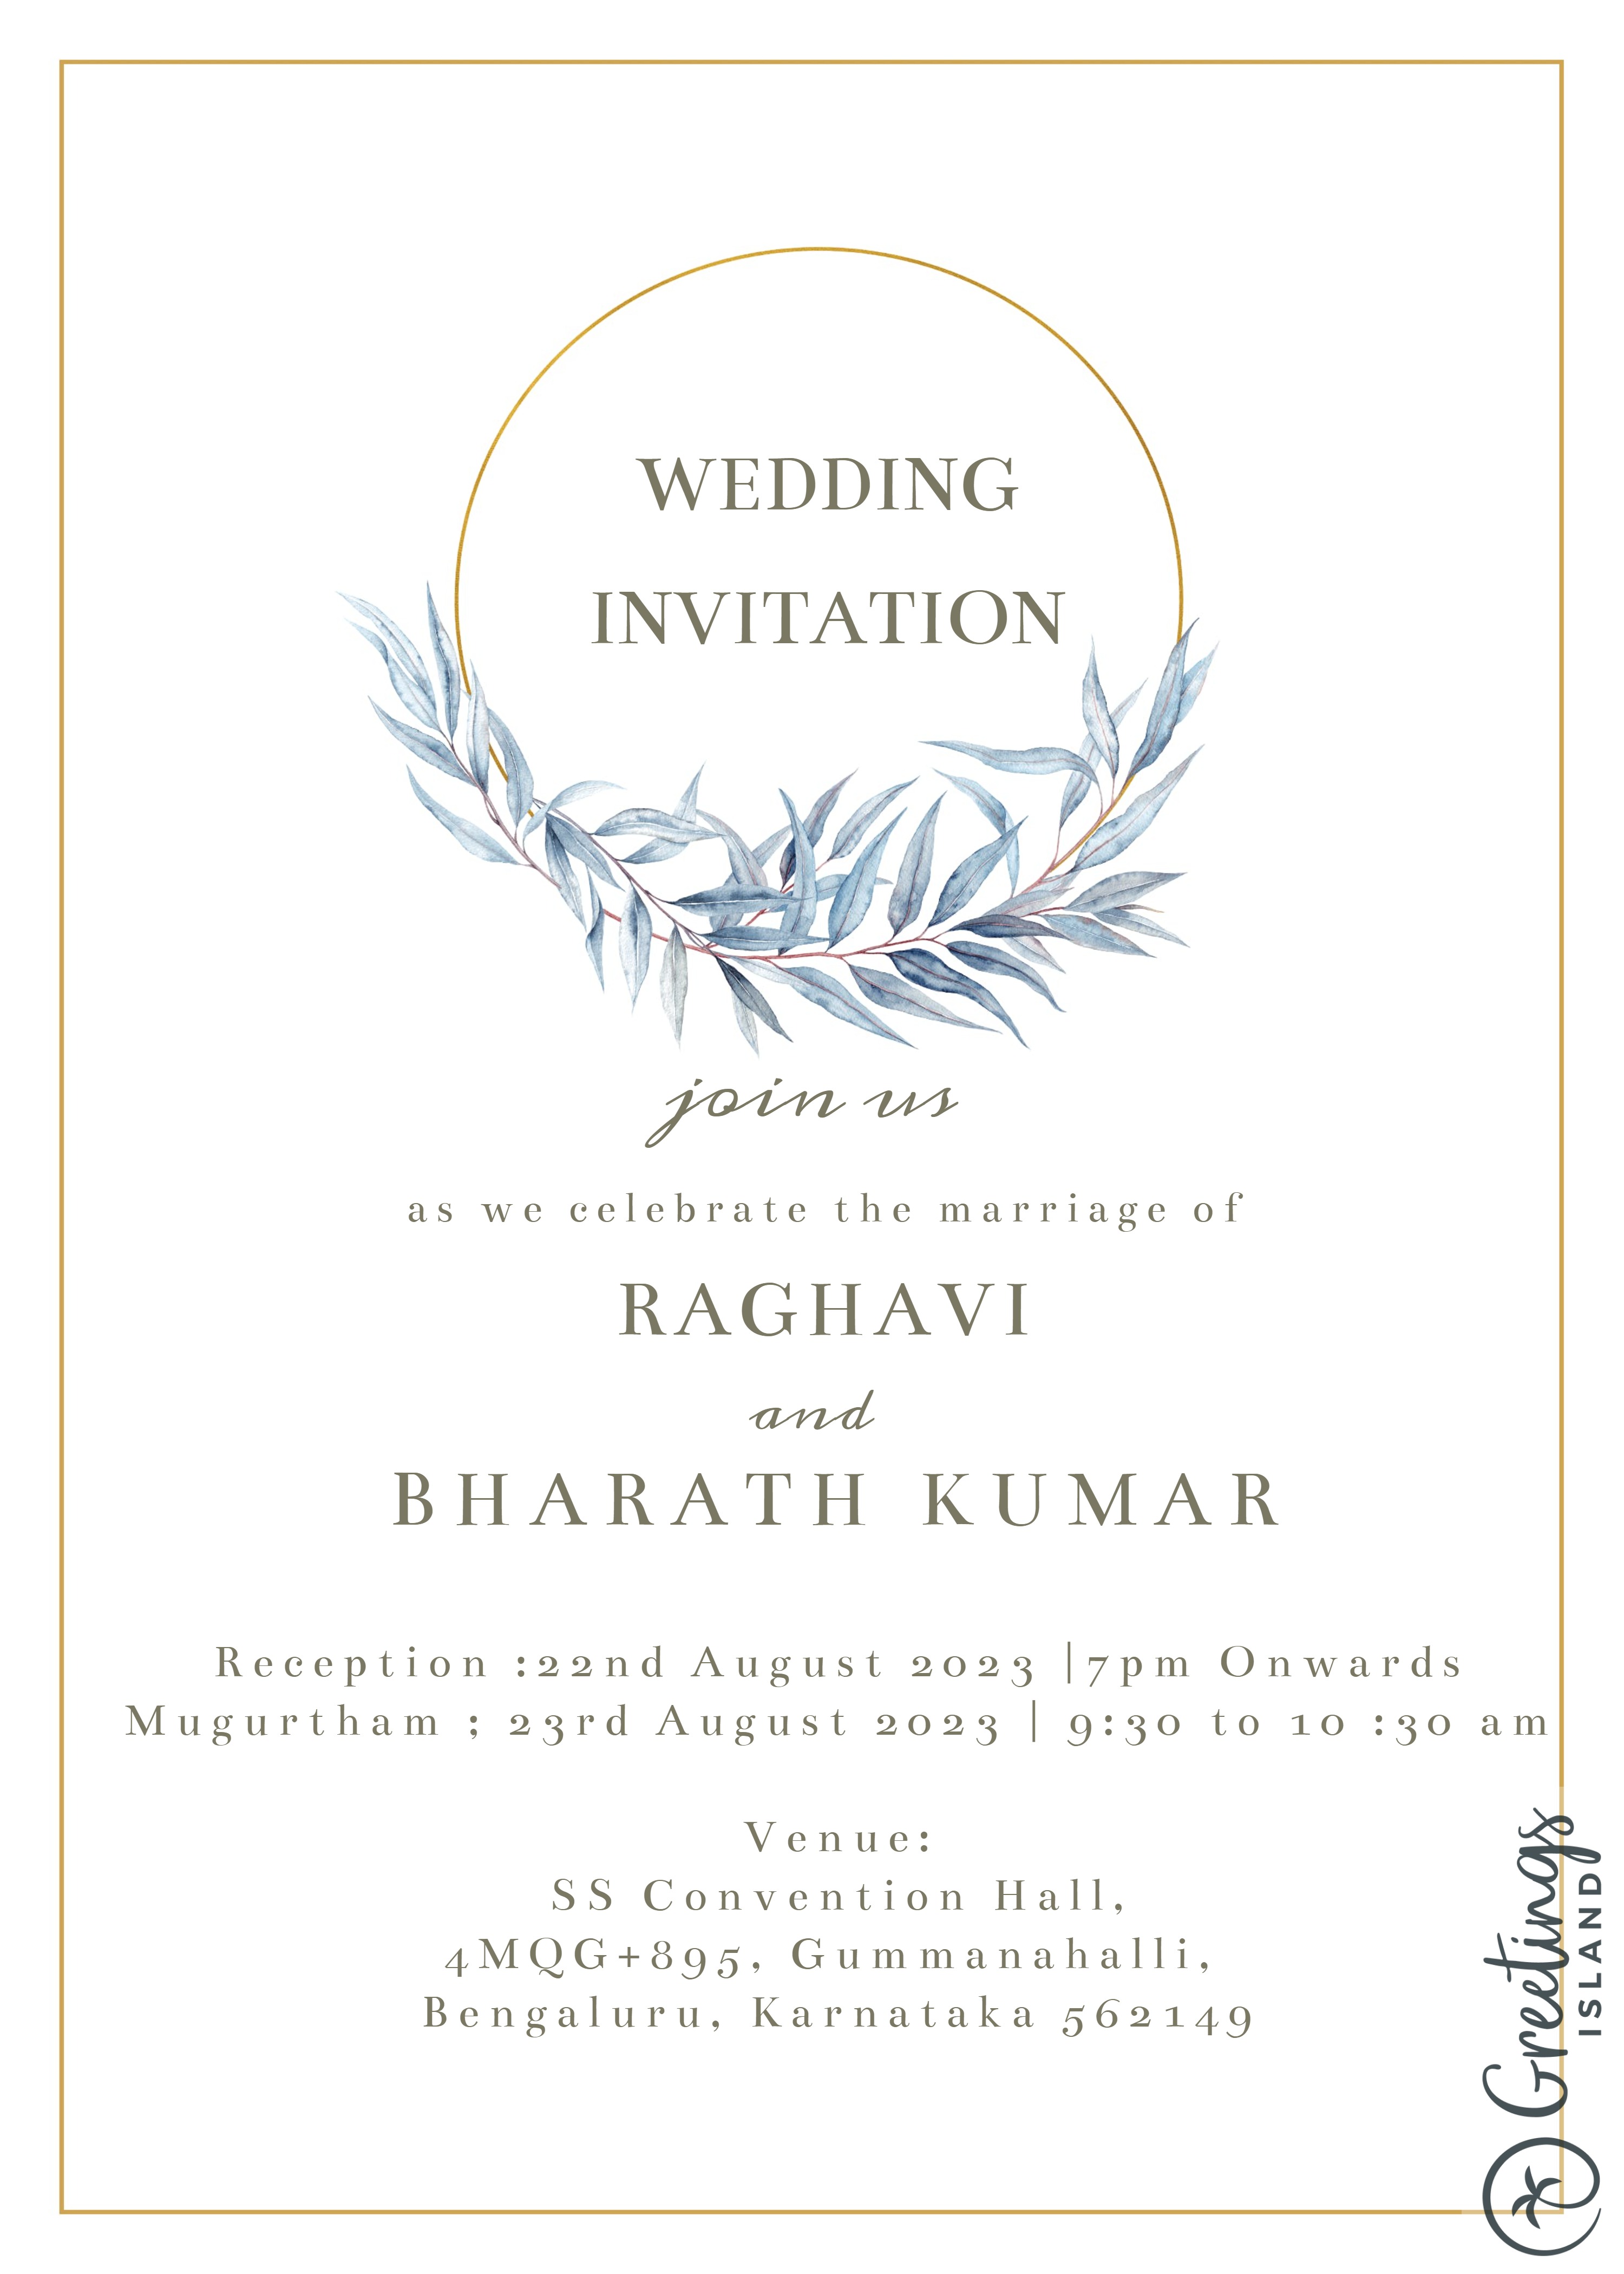 WEDDING
INVITATION
join us
as we celebrate the marriage of
RAGHAVI
and
BHARATH KUMAR
Reception :22nd August 2023 |7pm Onwards
Mugurtham ; 23rd August 2023 | 9:30 to 10 :30 am
Venue:
SS Convention Hall,
4MQG+895, Gummanahalli,
Bengaluru, Karnataka 562149
Greetings
ISLAND